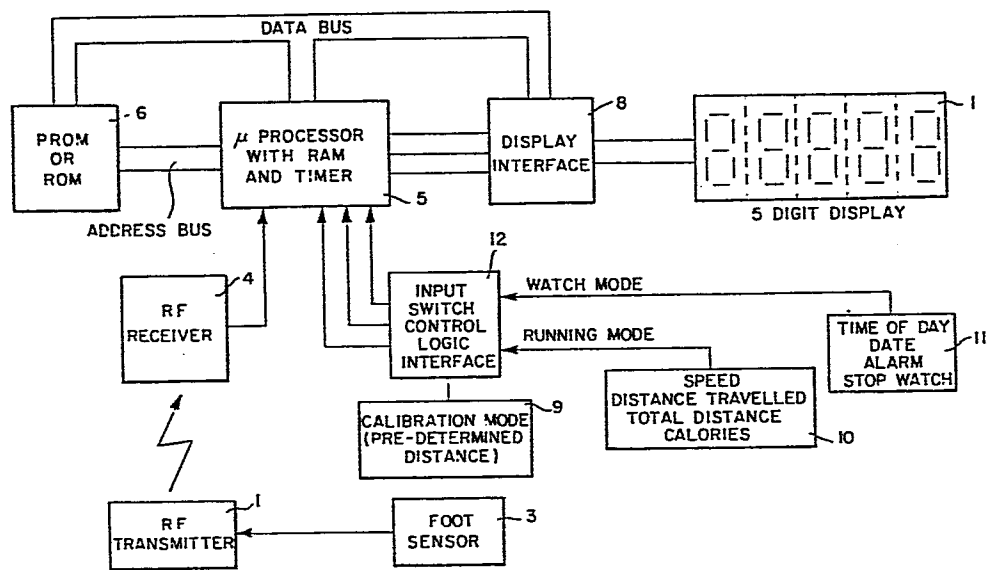 DATA BUS
6
PROM
OR
ROM
μ PROCESSOR
WITH RAM
AND TIMER
5
8
DISPLAY
INTERFACE
1
5 DIGIT DISPLAY
ADDRESS BUS
4
RF
RECEIVER
12
INPUT
SWITCH
CONTROL
LOGIC
INTERFACE
WATCH MODE
RUNNING MODE
TIME OF DAY
DATE
ALARM
STOP WATCH
11
SPEED
DISTANCE TRAVELLED
TOTAL DISTANCE
CALORIES
10
9
CALIBRATION MODE
(PRE-DETERMINED
DISTANCE)
1
RF
TRANSMITTER
3
FOOT
SENSOR